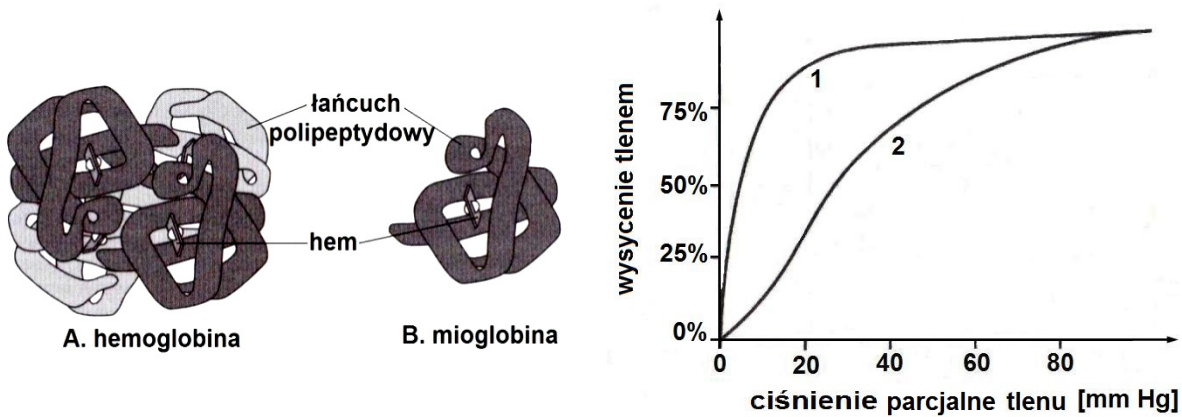 łańcuch
polipeptydowy
hem
A. hemoglobina
B. mioglobina
wysycenie tlenem
75%
50%
25%
0%
1
2
0
20
40
60
80
ciśnienie parcjalne tlenu [mm Hg]